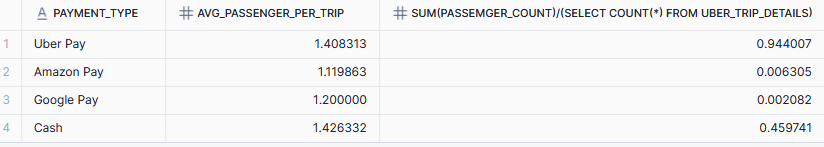 A PAYMENT_TYPE # AVG_PASSENGER_PER_TRIP # SUM(PASSEMGER_COUNT)/(SELECT COUNT(*) FROM UBER_TRIP_DETAILS)
1 Uber Pay 1.408313 0.944007
2 Amazon Pay 1.119863 0.006305
3 Google Pay 1.200000 0.002082
4 Cash 1.426332 0.459741